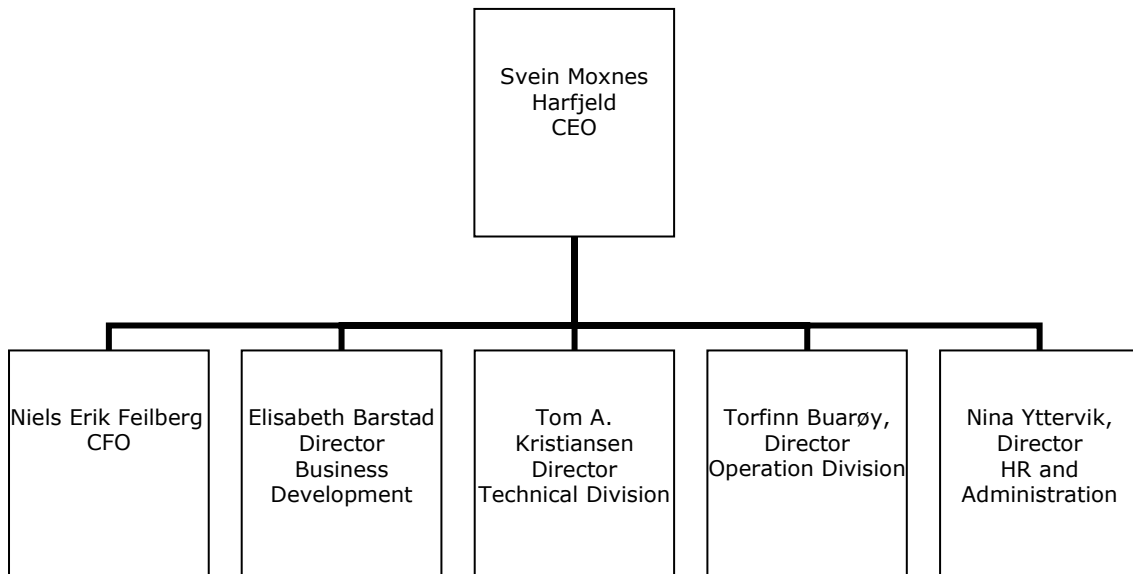 Svein Moxnes
Harfjeld
CEO
Niels Erik Feilberg
CFO
Elisabeth Barstad
Director
Business
Development
Tom A.
Kristiansen
Director
Technical Division
Torfinn Buarøy,
Director
Operation Division
Nina Yttervik,
Director
HR and
Administration